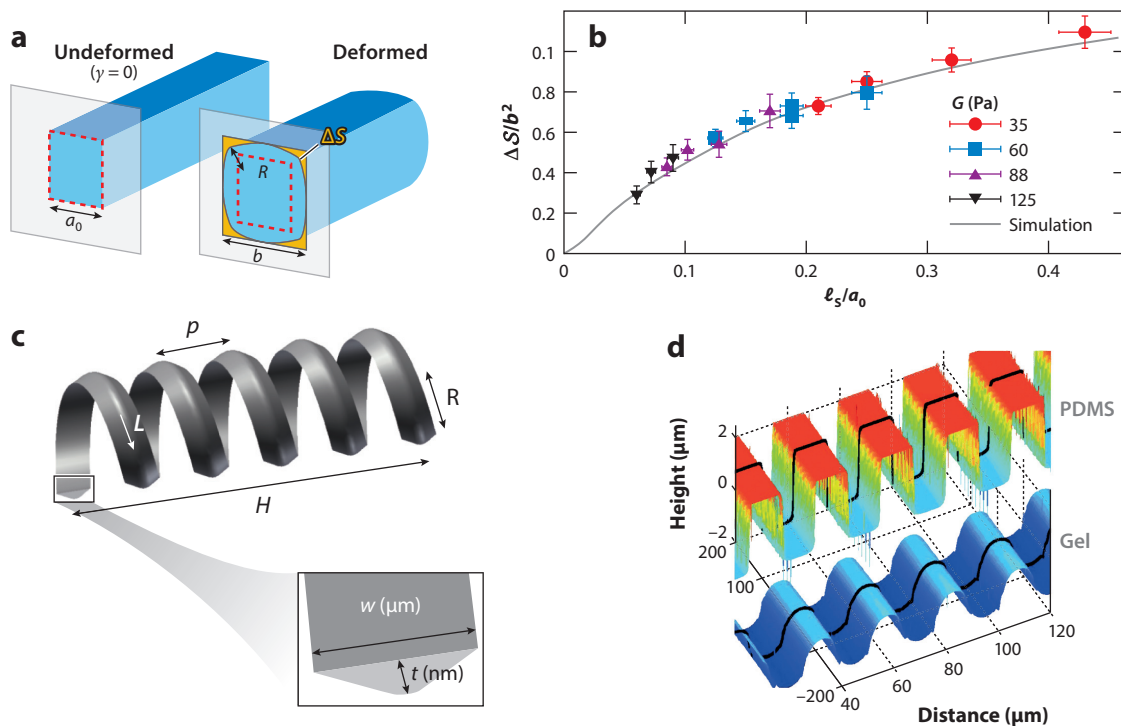 a
Undeformed
(γ = 0)
Deformed
ΔS
R
a0
b
b
ΔS/b²
0.1
0.8
0.6
0.4
0.2
0
0
0.1
0.2
0.3
0.4
ℓS/a0
G (Pa)
35
60
88
125
Simulation
c
p
R
L
H
w (μm)
t (nm)
d
PDMS
Gel
Height (μm)
2
0
−2
200
100
−200
40
60
80
100
120
Distance (μm)